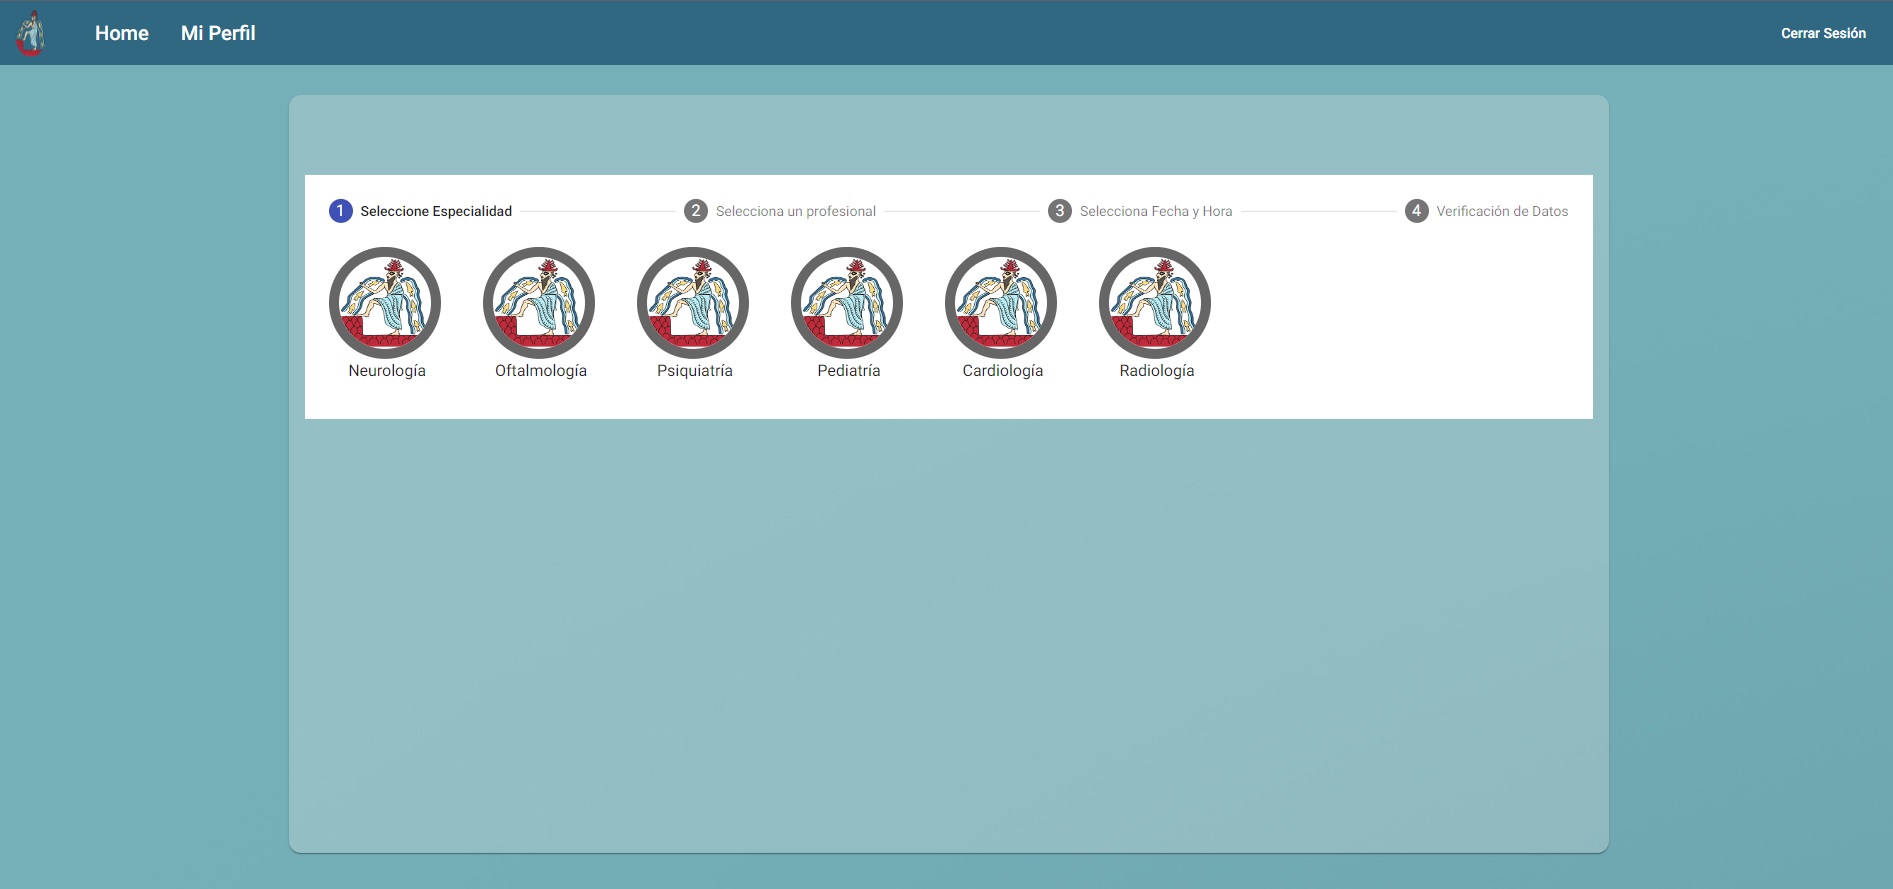 Home
Mi Perfil
Cerrar Sesión
1 Seleccione Especialidad
2 Selecciona un profesional
3 Selecciona Fecha y Hora
4 Verificación de Datos
Neurología
Oftalmología
Psiquiatría
Pediatría
Cardiología
Radiología